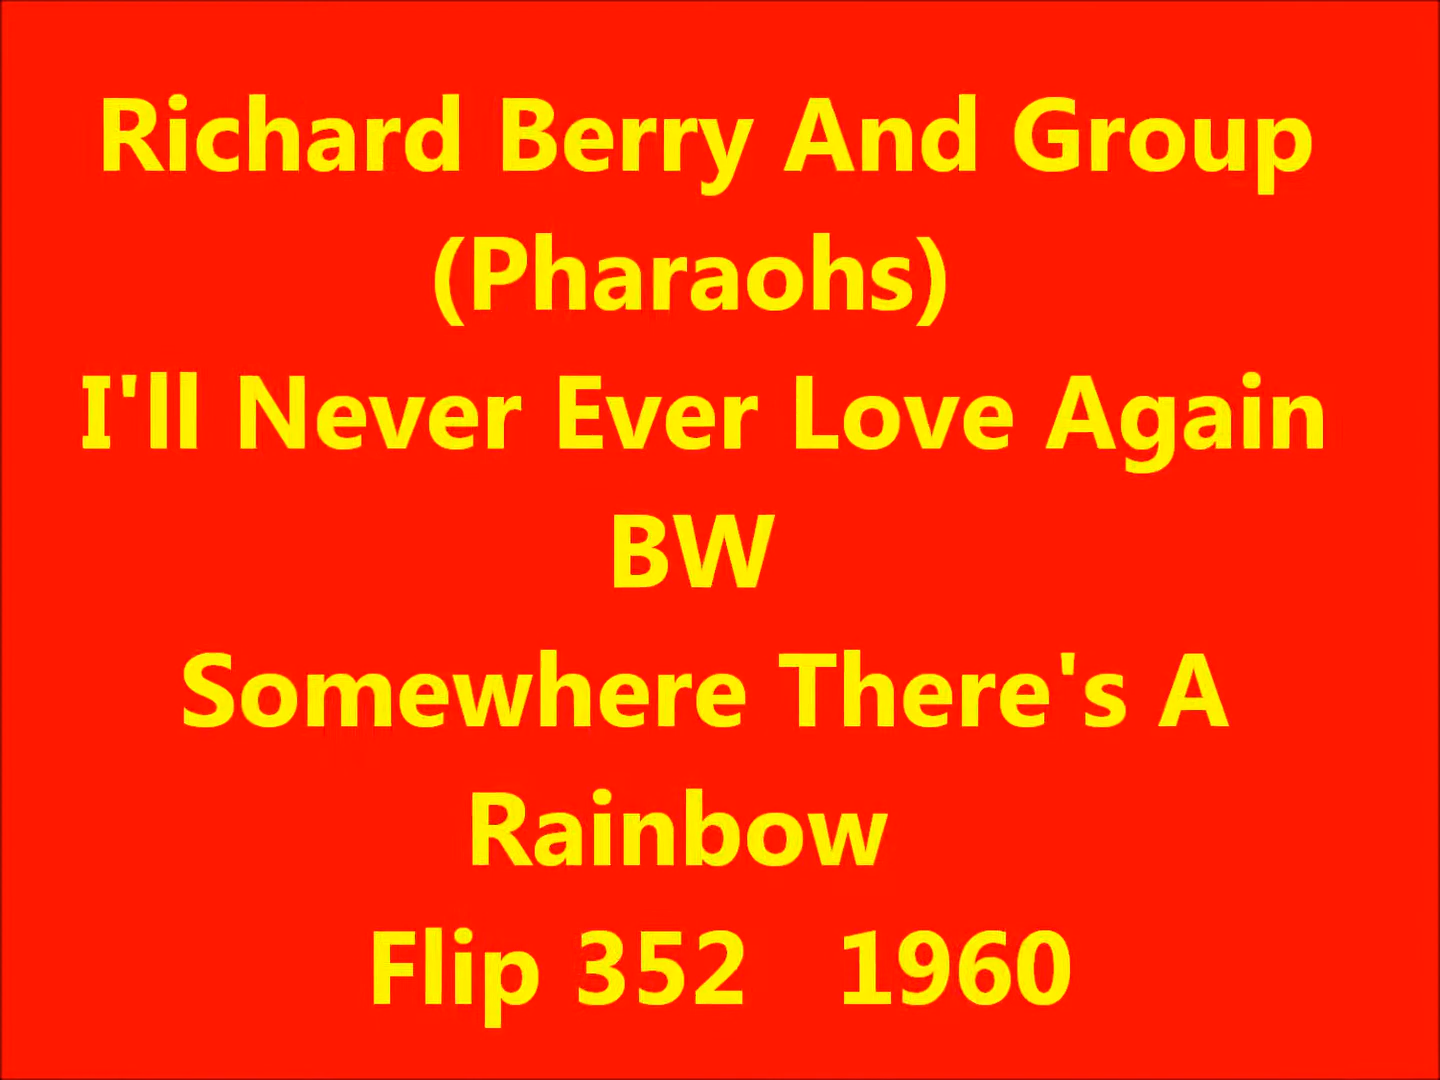 Richard Berry And Group
(Pharaohs)
I'll Never Ever Love Again
BW
Somewhere There's A
Rainbow
Flip 352 1960